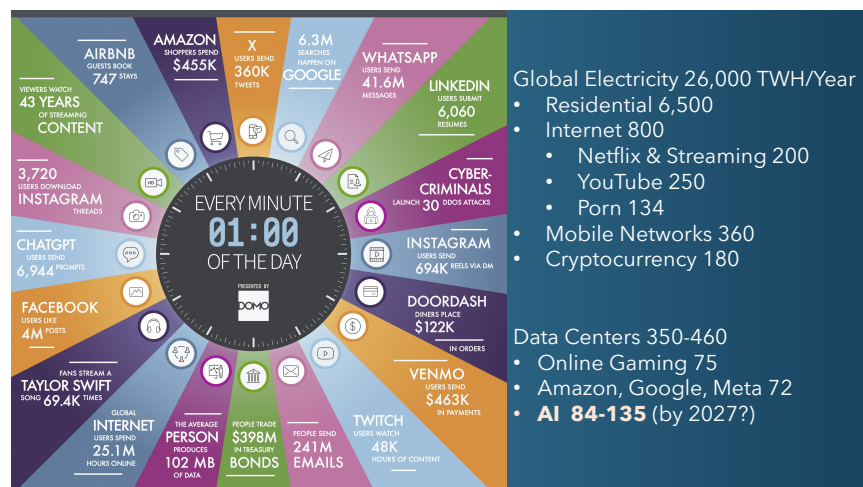 AIRBNB
GUESTS BOOK
747 STAYS
AMAZON
SHOPPERS SPEND
$455K
X
USERS SEND
360K
TWEETS
6.3M
SEARCHES
HAPPEN ON
GOOGLE
WHATSAPP
USERS SEND
41.6M
MESSAGES
LINKEDIN
USERS SUBMIT
6,060
RESUMES
CYBER-
CRIMINALS
LAUNCH 30 DDOS ATTACKS
INSTAGRAM
USERS SEND
694K REELS VIA DM
DOORDASH
DINERS PLACE
$122K
IN ORDERS
VENMO
USERS SEND
$463K
IN PAYMENTS
TWITCH
USERS WATCH
48K
HOURS OF CONTENT
PEOPLE SEND
241M
EMAILS
PEOPLE TRADE
$398M
IN TREASURY
BONDS
THE AVERAGE
PERSON
PRODUCES
102 MB
OF DATA
GLOBAL
INTERNET
USERS SPEND
25.1M
HOURS ONLINE
FANS STREAM A
TAYLOR SWIFT
SONG 69.4K TIMES
FACEBOOK
USERS LIKE
4M POSTS
CHATGPT
USERS SEND
6,944 PROMPTS
3,720
USERS DOWNLOAD
INSTAGRAM
THREADS
VIEWERS WATCH
43 YEARS
OF STREAMING
CONTENT
HD
EVERY MINUTE
01:00
OF THE DAY
PRESENTED BY
DOMO
Global Electricity 26,000 TWH/Year
• Residential 6,500
• Internet 800
• Netflix & Streaming 200
• YouTube 250
• Porn 134
• Mobile Networks 360
• Cryptocurrency 180
Data Centers 350-460
• Online Gaming 75
• Amazon, Google, Meta 72
• AI 84-135 (by 2027?)